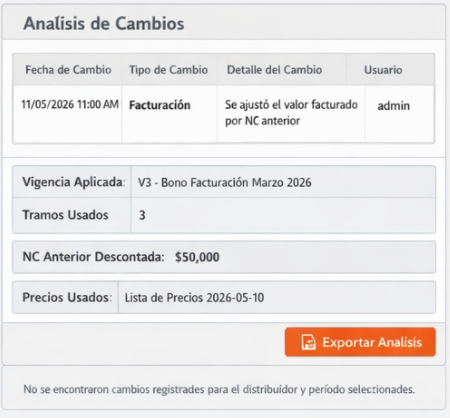 Analisis de Cambios
Fecha de Cambio Tipo de Cambio Detalle del Cambio Usuario
11/05/2026 11:00 AM Facturación Se ajustó el valor facturado admin
por NC anterior
Vigencia Aplicada: V3 - Bono Facturación Marzo 2026
Tramos Usados 3
NC Anterior Descontada: $50,000
Precios Usados: Lista de Precios 2026-05-10
Exportar Analisis
No se encontraron cambios registrades para el distribuídor y período selectionades.